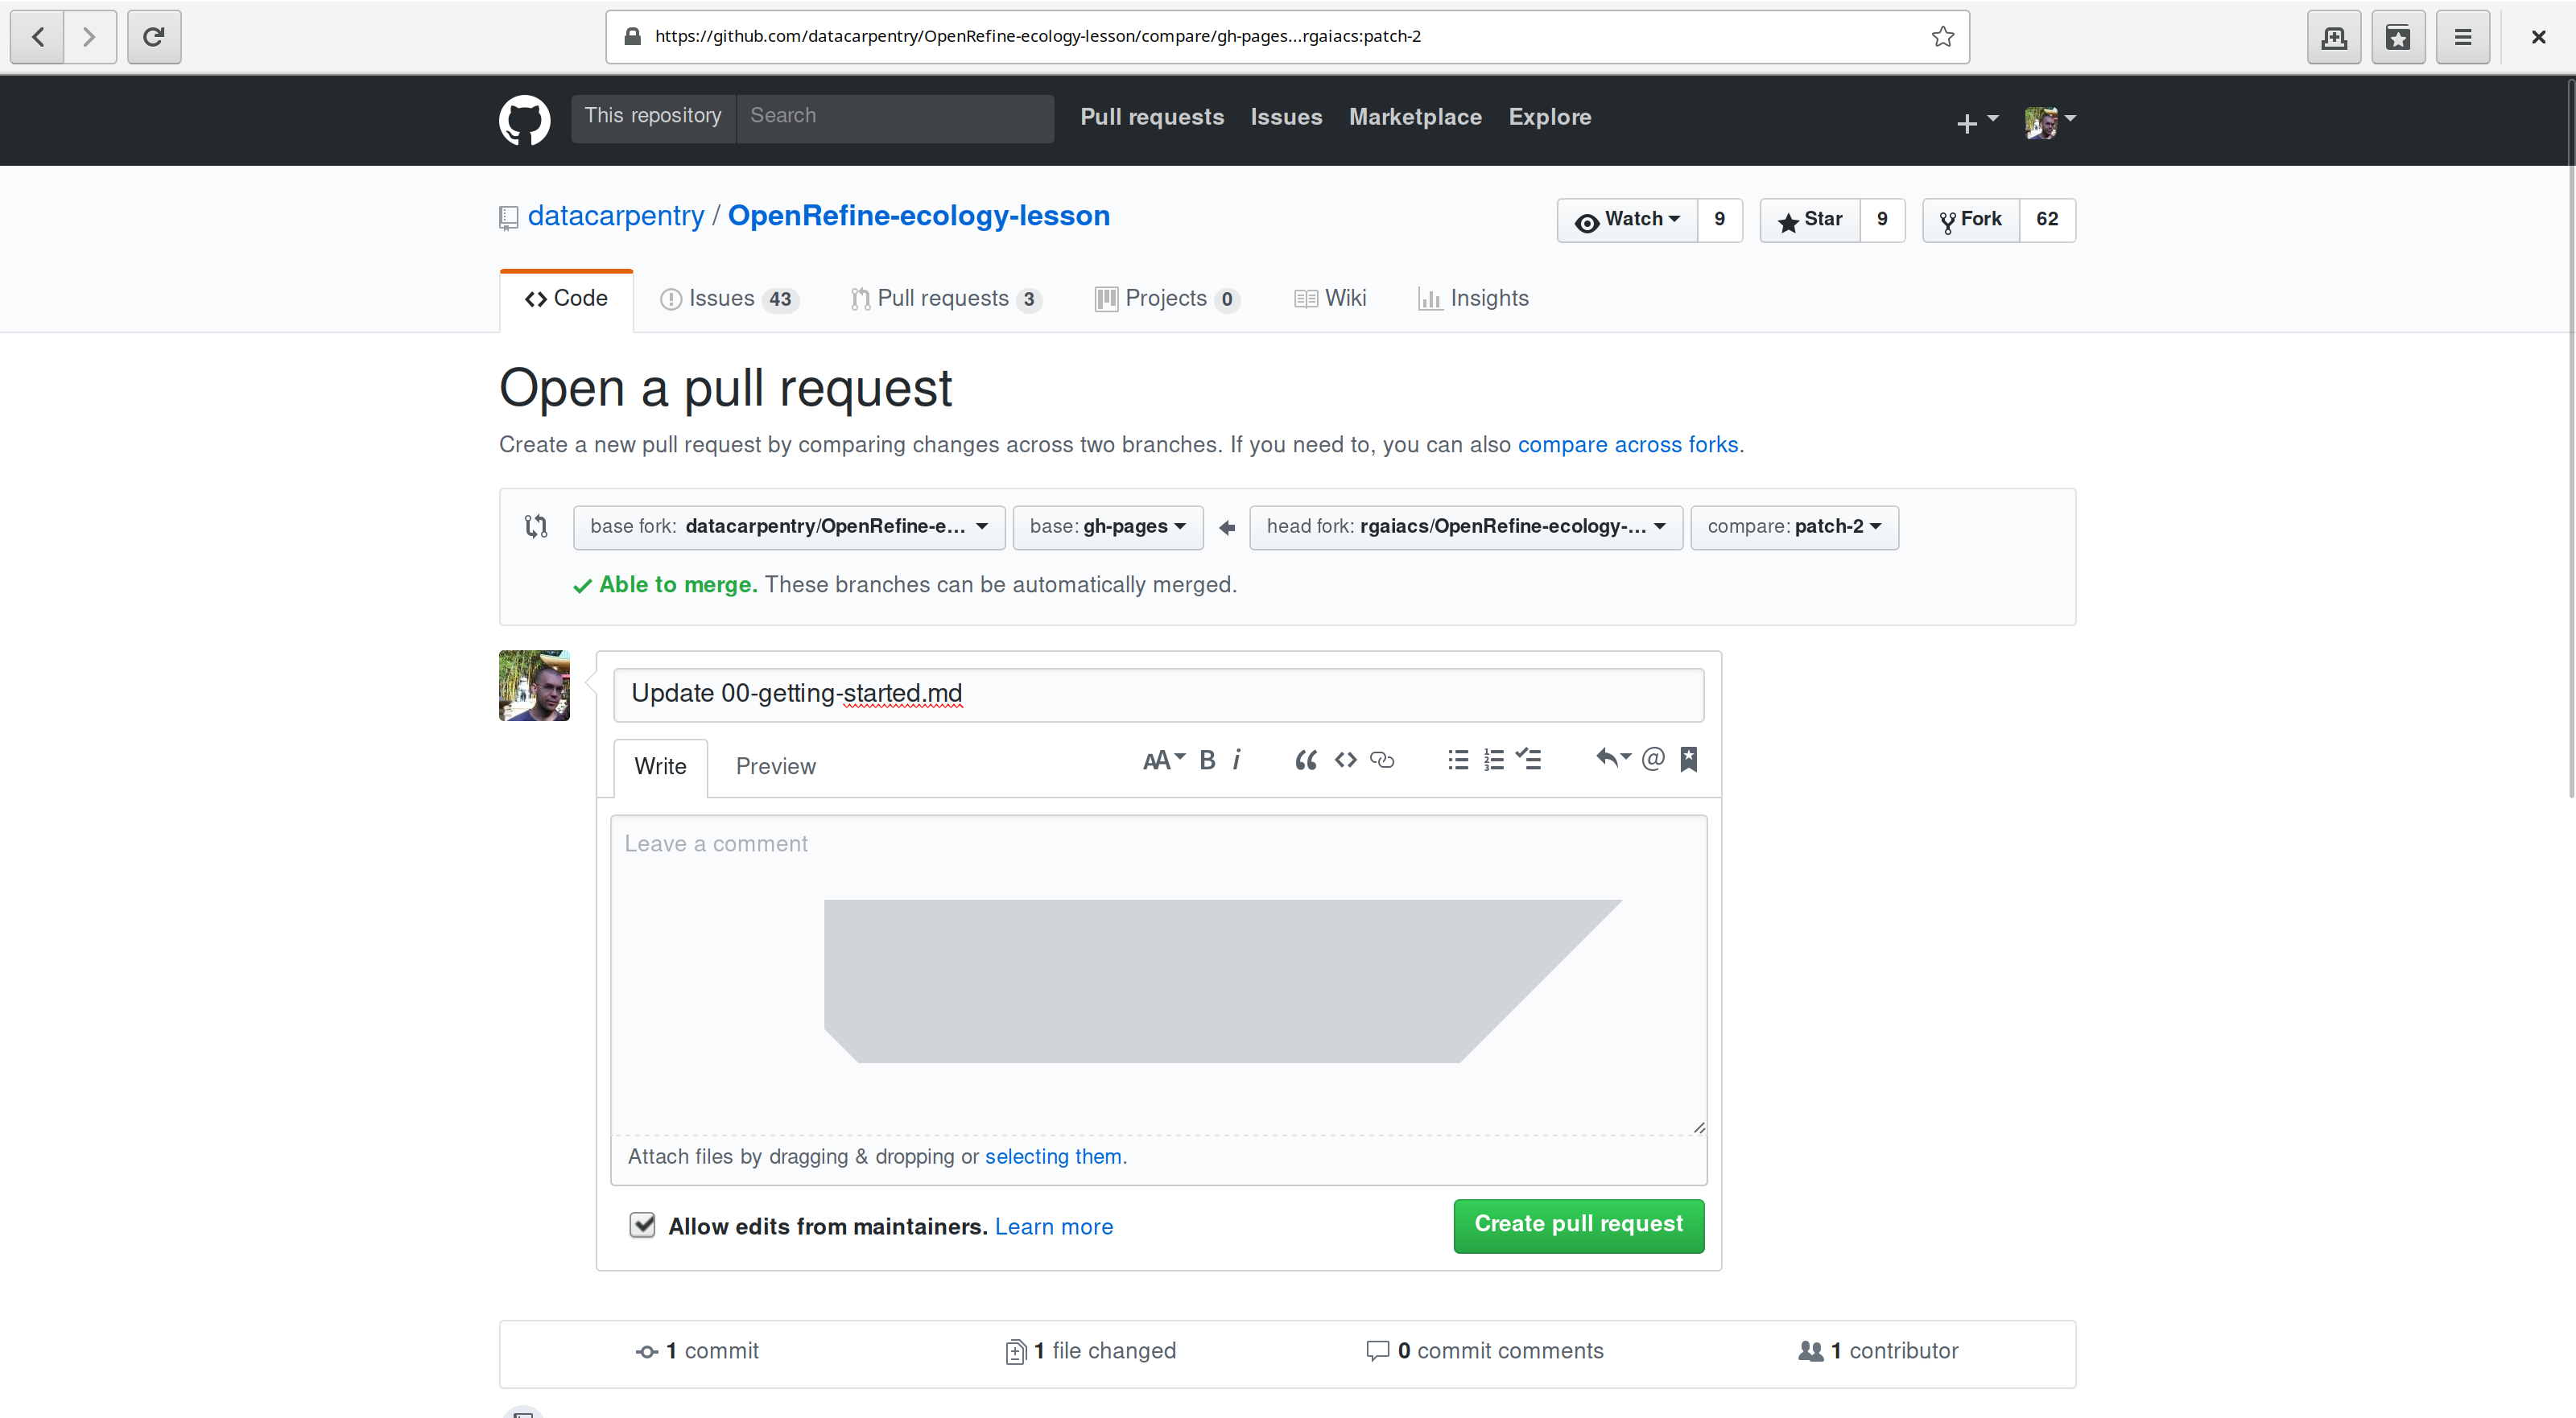 https://github.com/datacarpentry/OpenRefine-ecology-lesson/compare/gh-pages...rgaiacs:patch-2
This repository Search Pull requests Issues Marketplace Explore
datacarpentry / OpenRefine-ecology-lesson Watch 9 Star 9 Fork 62
Code Issues 43 Pull requests 3 Projects 0 Wiki Insights
Open a pull request
Create a new pull request by comparing changes across two branches. If you need to, you can also compare across forks.
base fork: datacarpentry/OpenRefine-e... base: gh-pages head fork: rgaiacs/OpenRefine-ecology-... compare: patch-2
Able to merge. These branches can be automatically merged.
Update 00-getting-started.md
Write Preview AA B i @
Leave a comment
Attach files by dragging & dropping or selecting them.
Allow edits from maintainers. Learn more Create pull request
1 commit 1 file changed 0 commit comments 1 contributor